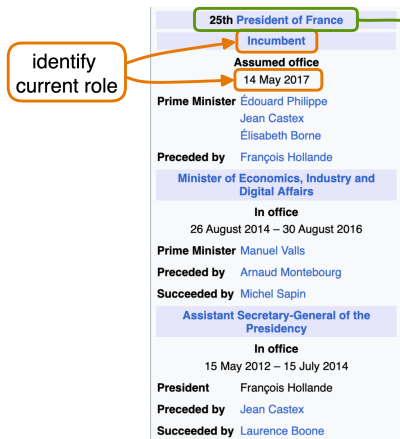 25th President of France
Incumbent
identify
current role
Assumed office
14 May 2017
Prime Minister Édouard Philippe
Jean Castex
Élisabeth Borne
Preceded by François Hollande
Minister of Economics, Industry and
Digital Affairs
In office
26 August 2014 – 30 August 2016
Prime Minister Manuel Valls
Preceded by Arnaud Montebourg
Succeeded by Michel Sapin
Assistant Secretary-General of the
Presidency
In office
15 May 2012 – 15 July 2014
President François Hollande
Preceded by Jean Castex
Succeeded by Laurence Boone